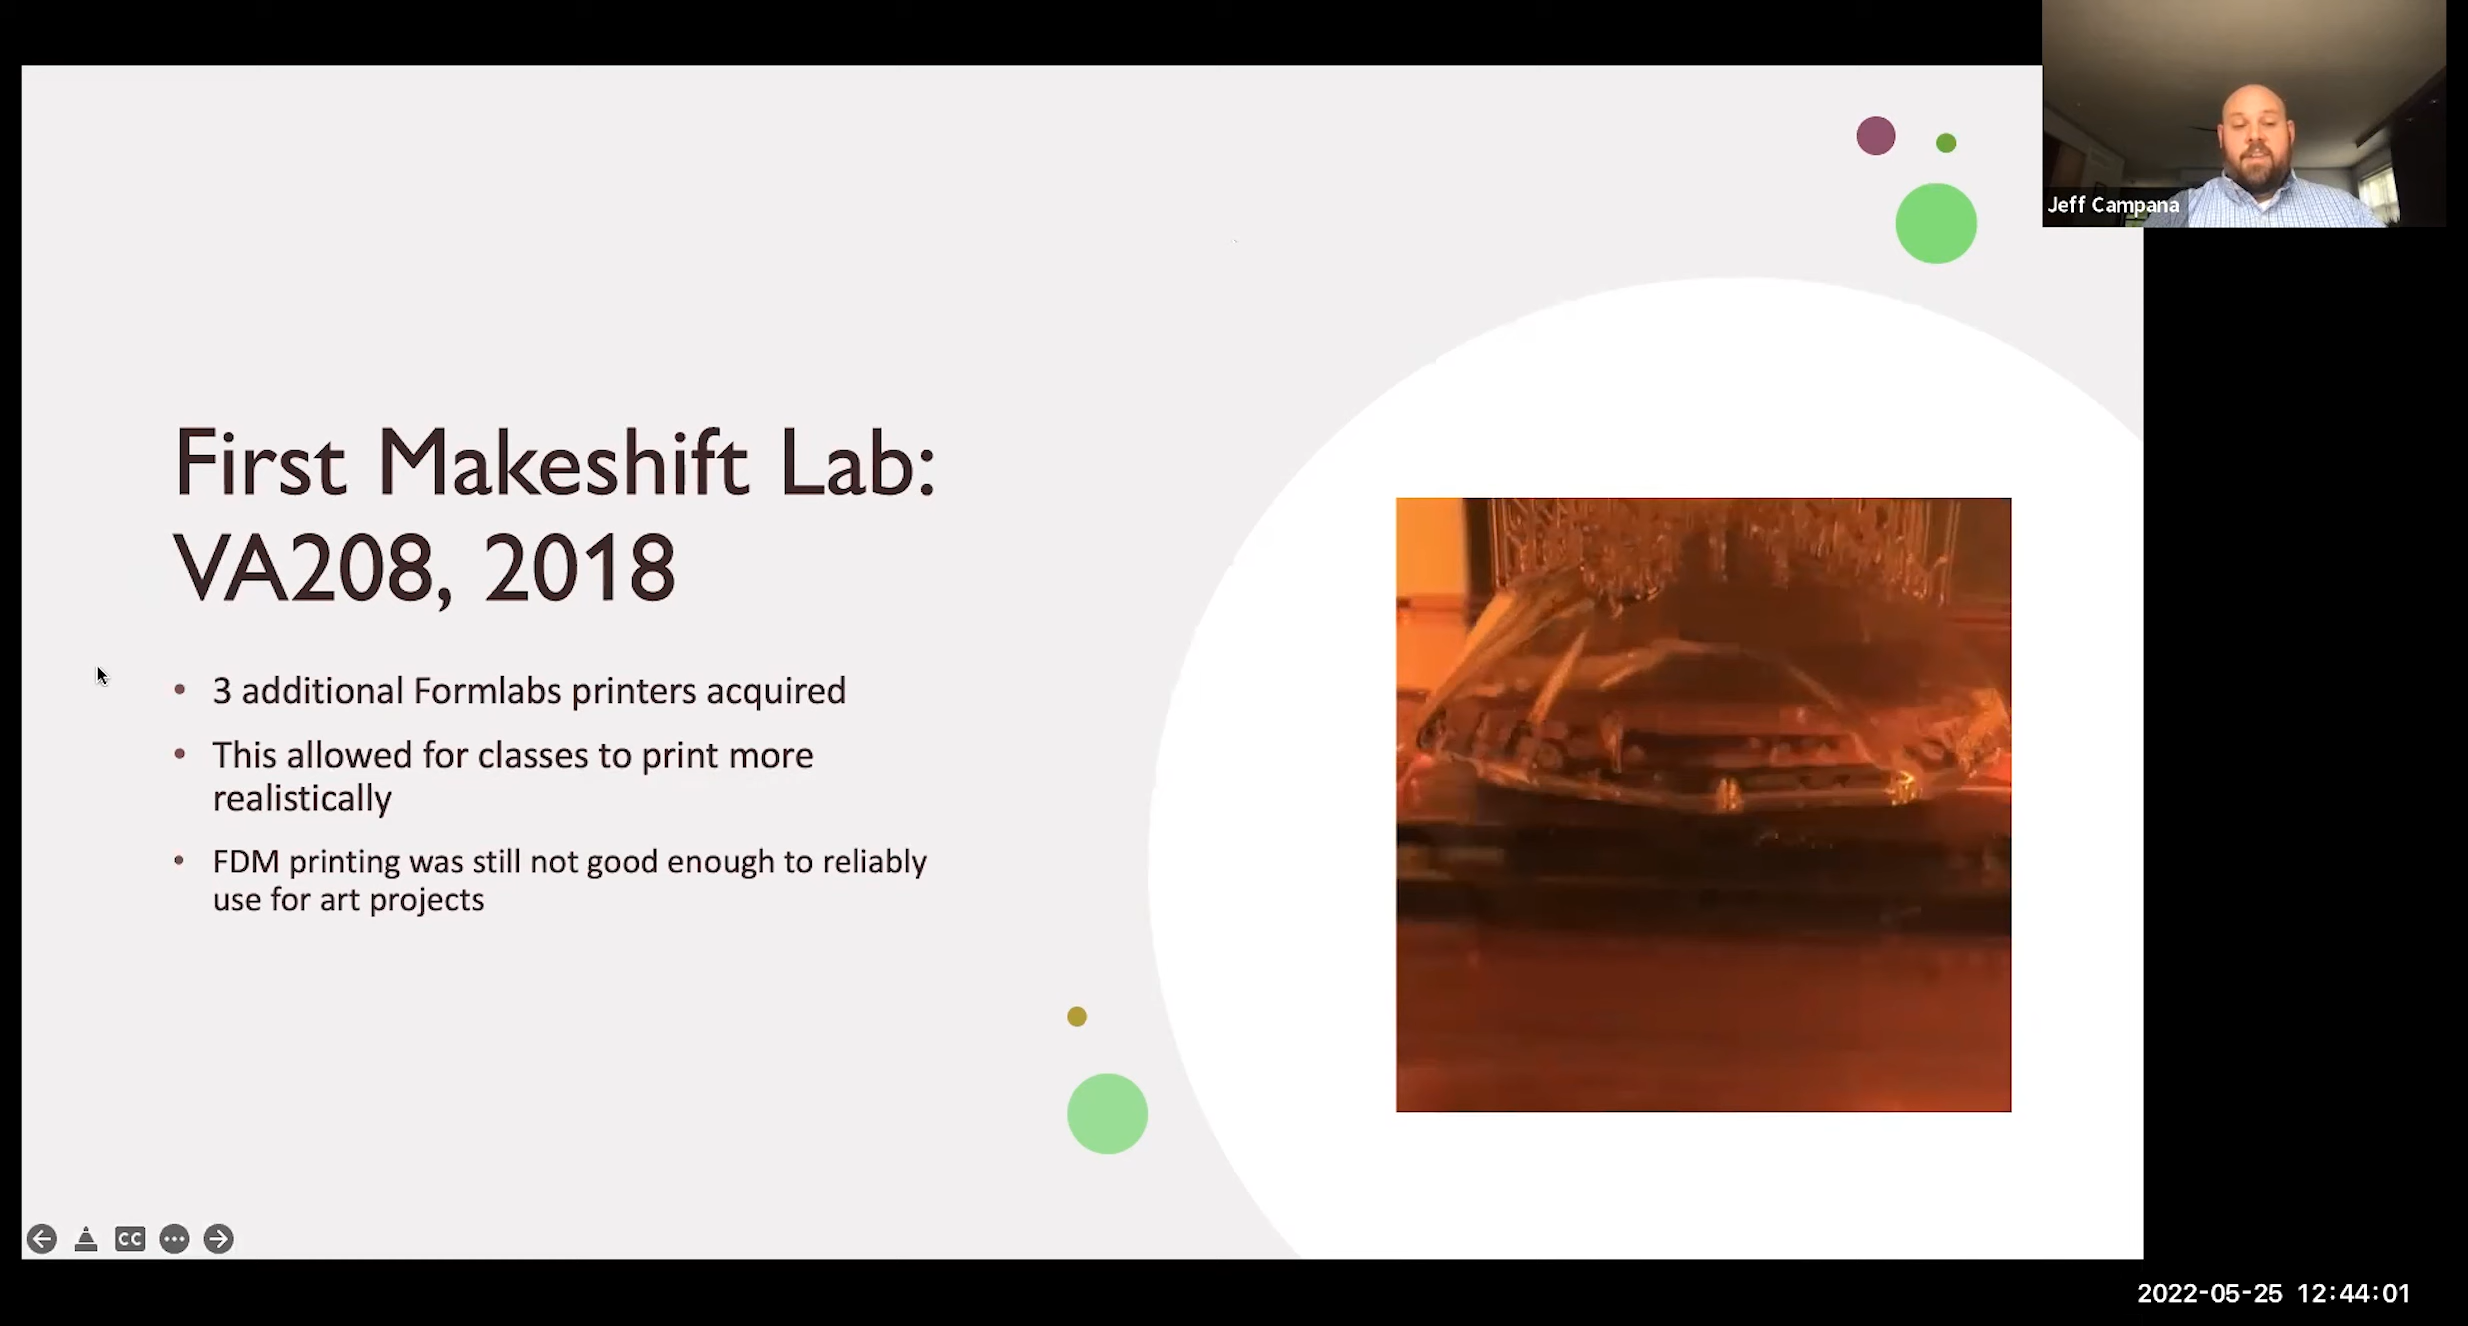 Jeff Campana
First Makeshift Lab:
VA208, 2018
• 3 additional Formlabs printers acquired
• This allowed for classes to print more
realistically
• FDM printing was still not good enough to reliably
use for art projects
CC
2022-05-25 12:44:01